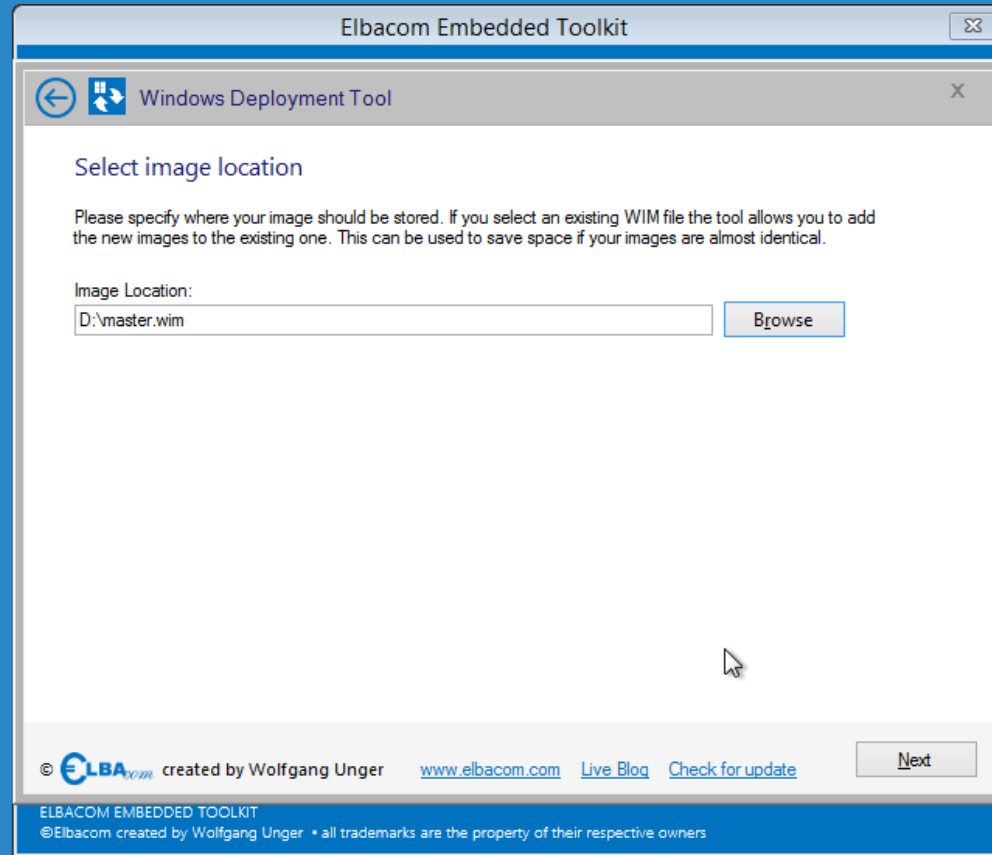 Elbacom Embedded Toolkit
Windows Deployment Tool
X
Select image location
Please specify where your image should be stored. If you select an existing WIM file the tool allows you to add
the new images to the existing one. This can be used to save space if your images are almost identical.
Image Location:
D:\master.wim
Browse
© ELBAcom created by Wolfgang Unger www.elbacom.com Live Blog Check for update
Next
ELBACOM EMBEDDED TOOLKIT
©Elbacom created by Wolfgang Unger • all trademarks are the property of their respective owners